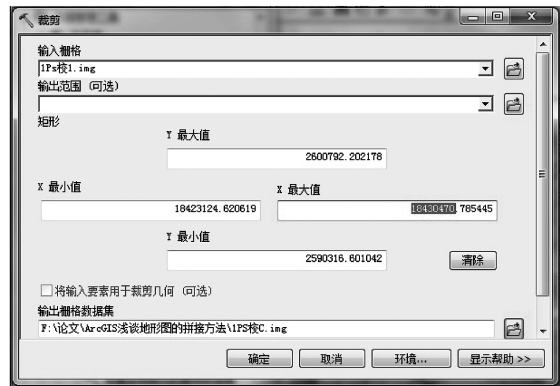 裁剪
输入栅格
1Ps校1.img
输出范围 (可选)
矩形
Y 最大值
2600792.202178
X 最小值
X 最大值
18423124.620619
18430470.785445
Y 最小值
2590316.601042
清除
将输入要素用于裁剪几何 (可选)
输出栅格数据集
F:\论文\ArcGIS浅谈地形图的拼接方法\1PS校C.img
确定
取消
环境...
显示帮助 >>